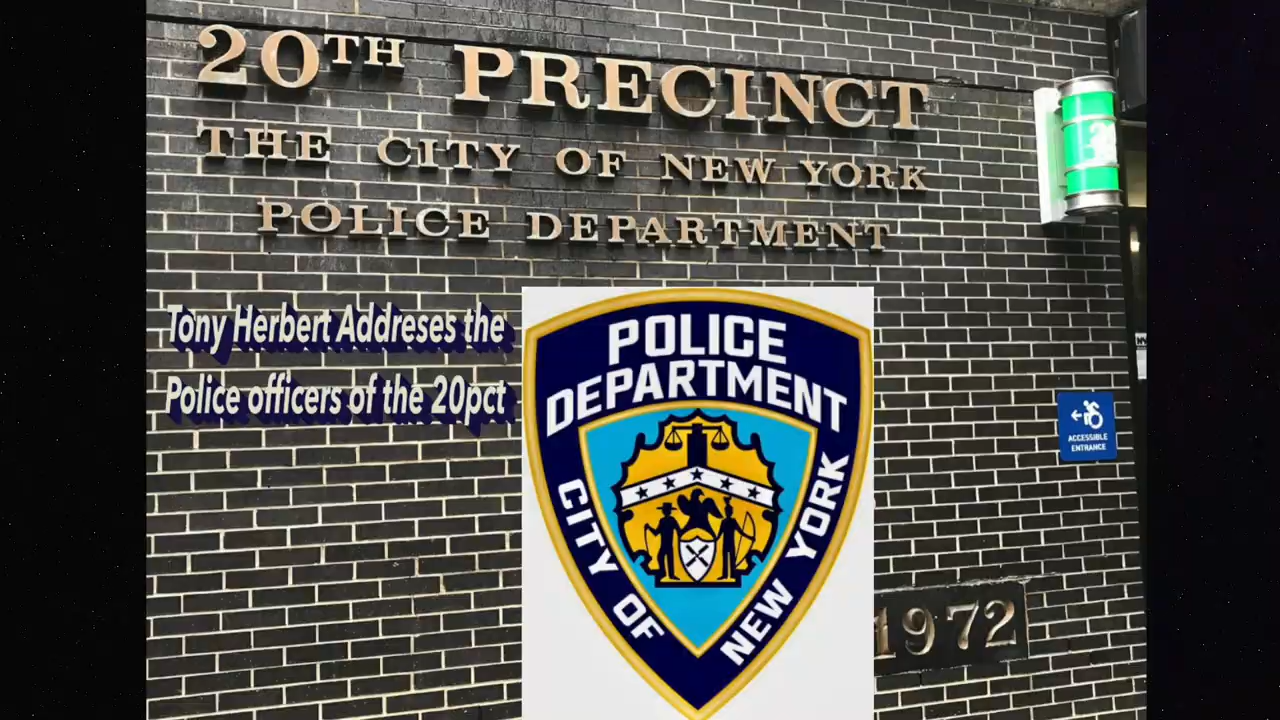 20TH PRECINCT
THE CITY OF NEW YORK
POLICE DEPARTMENT
Tony Herbert Addreses the
Police officers of the 20pct
POLICE
DEPARTMENT
CITY OF
NEW YORK
ACCESSIBLE
ENTRANCE
1972